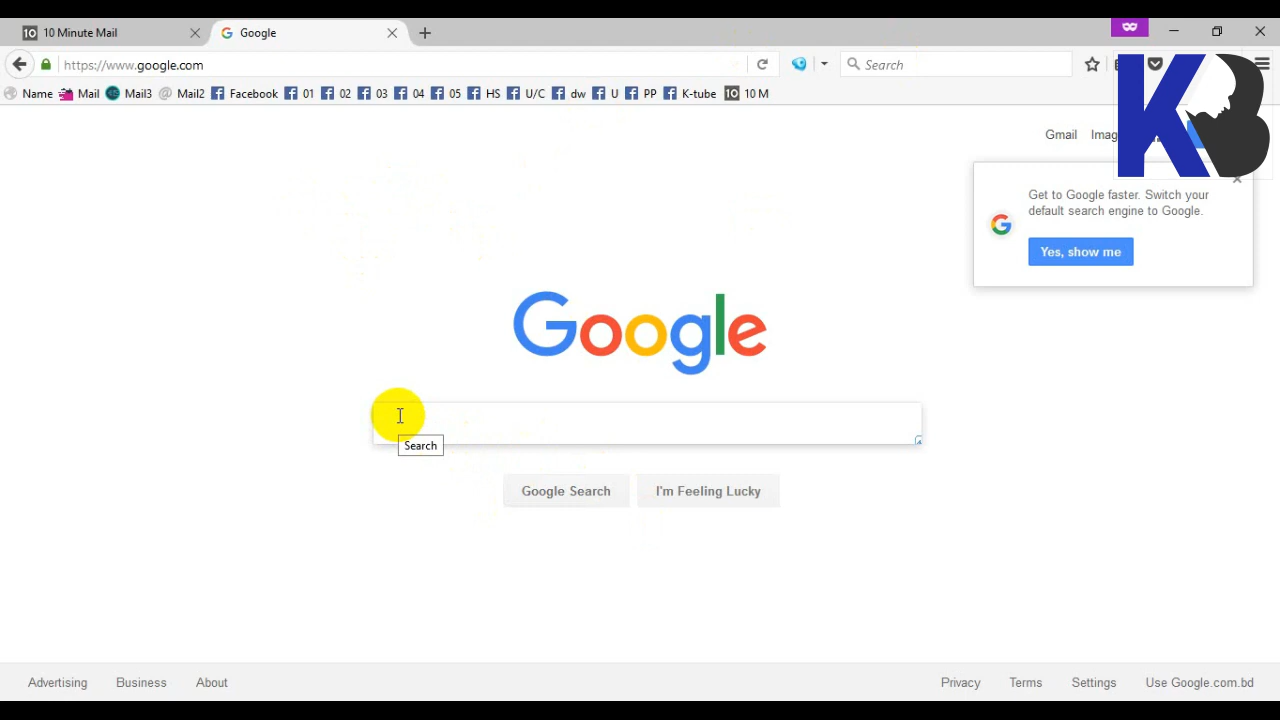 10 Minute Mail
Google
https://www.google.com
Search
Name Mail Mail3 Mail2 Facebook 01 02 03 04 05 HS U/C dw U PP K-tube 10 10 M
Gmail
KB
Get to Google faster. Switch your
default search engine to Google.
Yes, show me
Google
Search
Google Search I'm Feeling Lucky
Advertising Business About Privacy Terms Settings Use Google.com.bd